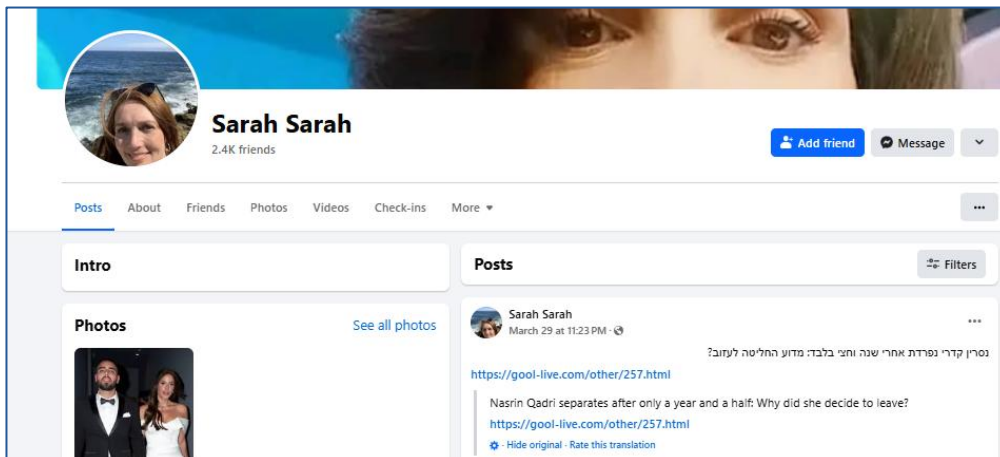 Sarah Sarah
2.4K friends
Add friend
Message
Posts
About
Friends
Photos
Videos
Check-ins
More
Intro
Photos
See all photos
Posts
Filters
Sarah Sarah
March 29 at 11:23 PM ·
נסרין קדרי נפרדת אחרי שנה וחצי בלבד: מדוע החליטה לעזוב?
https://gool-live.com/other/257.html
Nasrin Qadri separates after only a year and a half: Why did she decide to leave?
https://gool-live.com/other/257.html
· Hide original · Rate this translation